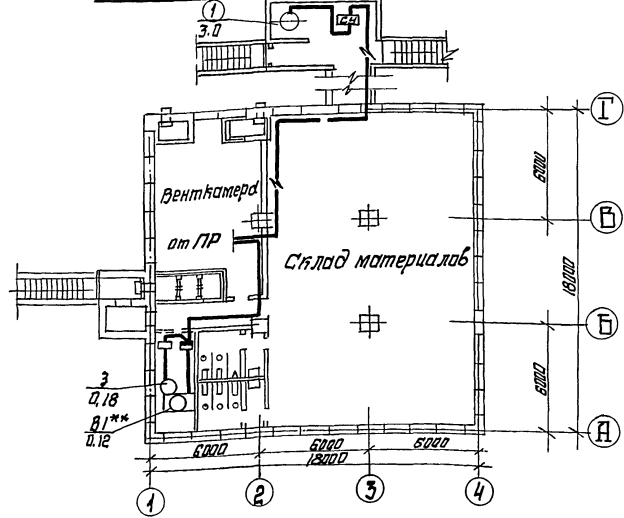 1
3.0
СЧ
Г
6000
Венткамера
В
от ПР
Склад материалов
18000
Б
3
0,18
6000
В1**
0.12
А
6000
6000
6000
18000
1
2
3
4